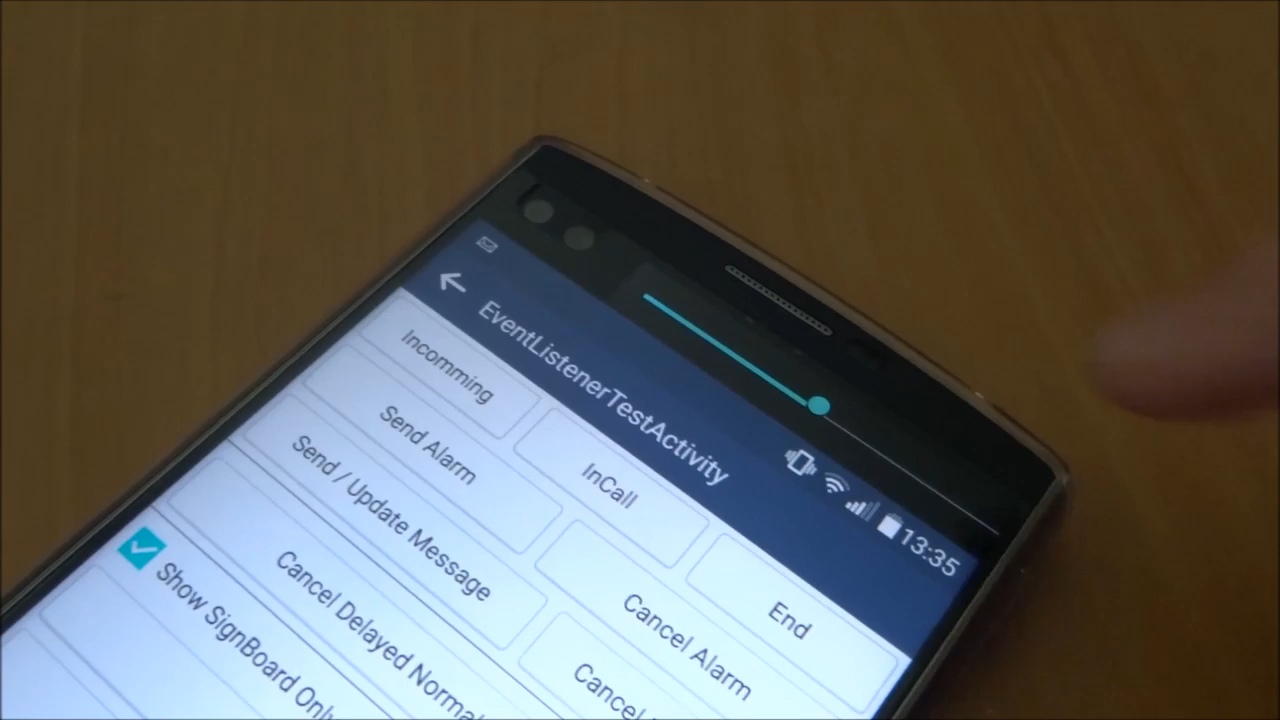 13:35
EventListenerTestActivity
Incomming
InCall
End
Send Alarm
Cancel Alarm
Send / Update Message
Cancel
Cancel Delayed Normal
Show SignBoard Only